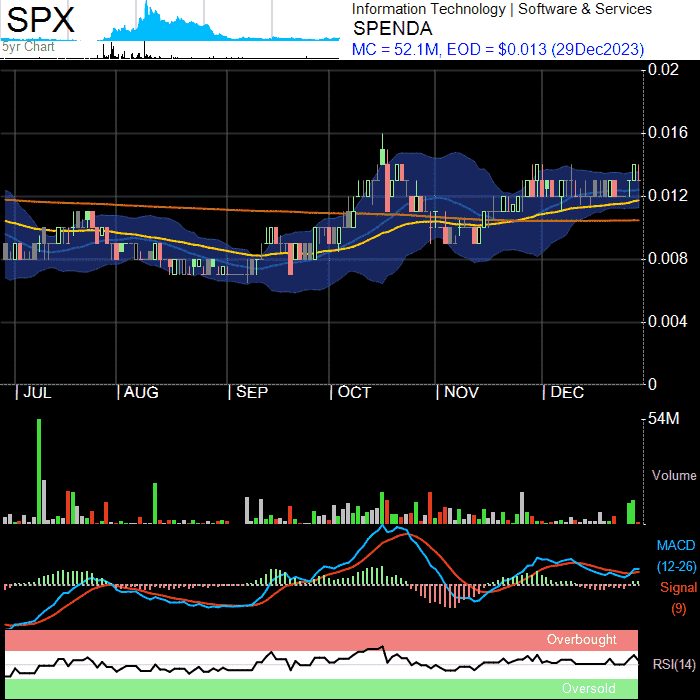 SPX
5yr Chart
Information Technology | Software & Services
SPENDA
MC = 52.1M, EOD = $0.013 (29Dec2023)
0.02
0.016
0.012
0.008
0.004
0
| JUL | AUG | SEP | OCT | NOV | DEC
54M
Volume
MACD
(12-26)
Signal
(9)
Overbought
RSI(14)
Oversold